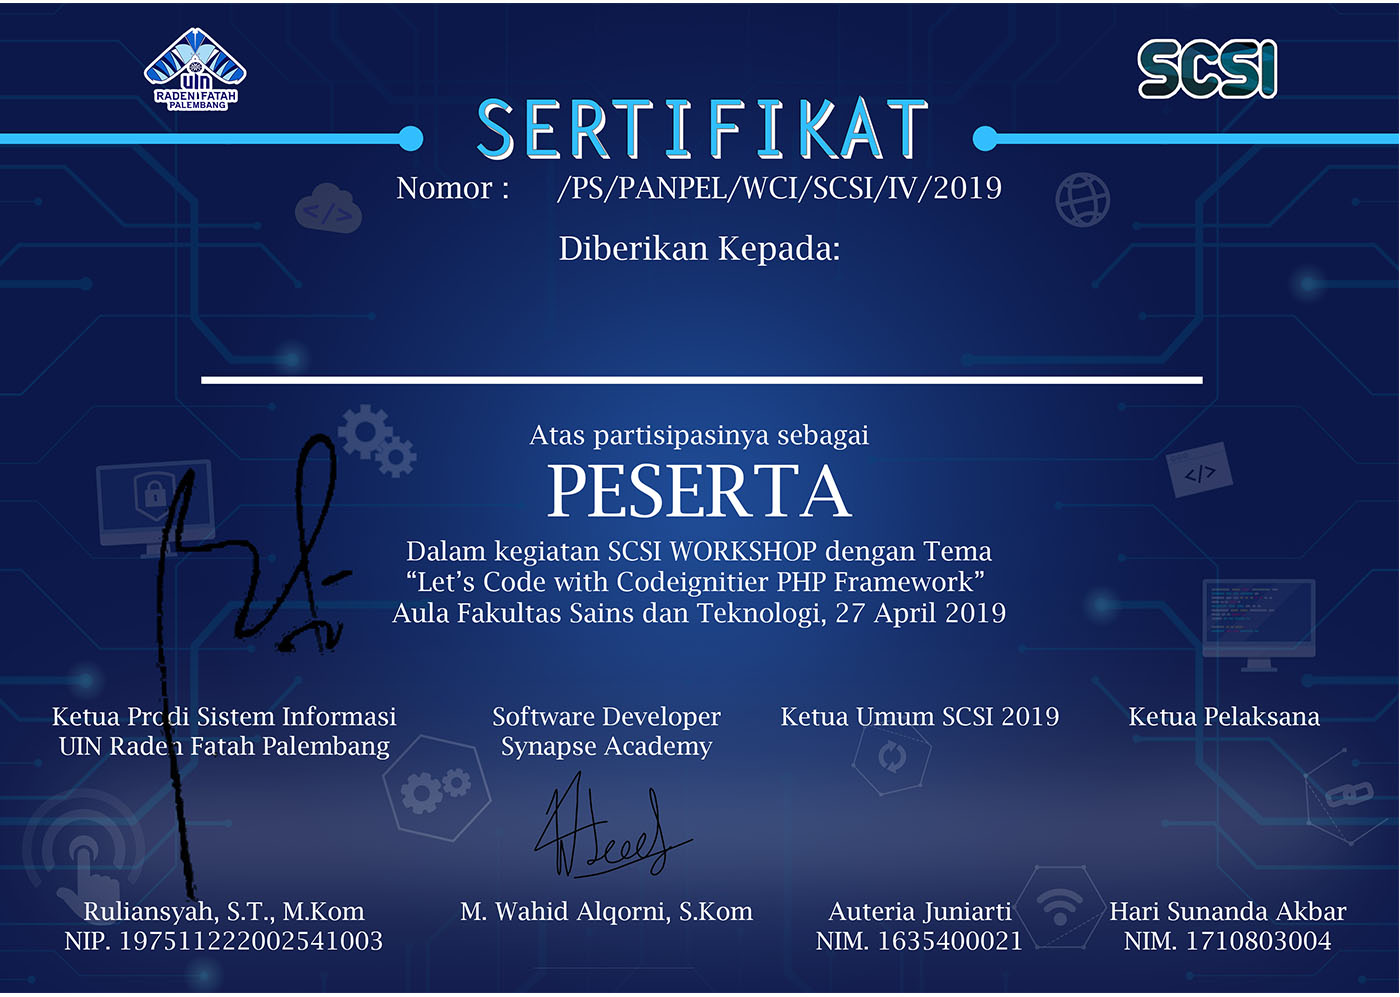 UIN
RADEN FATAH
PALEMBANG
SCSI
SERTIFIKAT
Nomor : /PS/PANPEL/WCI/SCSI/IV/2019
Diberikan Kepada:
Atas partisipasinya sebagai
PESERTA
Dalam kegiatan SCSI WORKSHOP dengan Tema
“Let’s Code with Codeignitier PHP Framework”
Aula Fakultas Sains dan Teknologi, 27 April 2019
Ketua Prodi Sistem Informasi
UIN Raden Fatah Palembang
Software Developer
Synapse Academy
Ketua Umum SCSI 2019
Ketua Pelaksana
Ruliansyah, S.T., M.Kom
NIP. 197511222002541003
M. Wahid Alqorni, S.Kom
Auteria Juniarti
NIM. 1635400021
Hari Sunanda Akbar
NIM. 1710803004